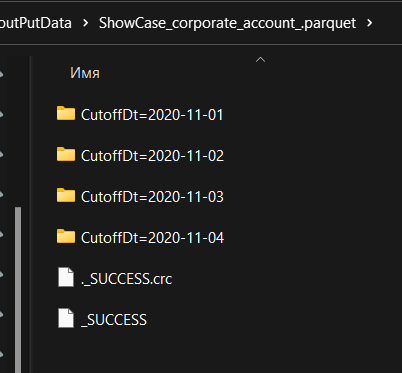 outPutData > ShowCase_corporate_account_.parquet >
Имя
CutoffDt=2020-11-01
CutoffDt=2020-11-02
CutoffDt=2020-11-03
CutoffDt=2020-11-04
._SUCCESS.crc
_SUCCESS